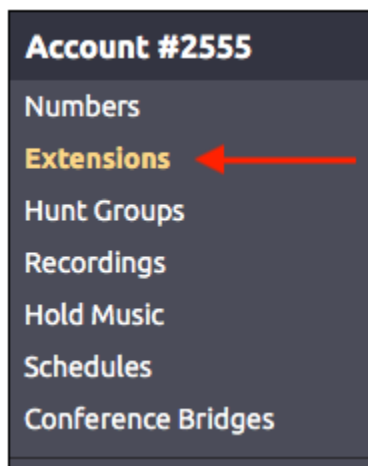 Account #2555
Numbers
Extensions
Hunt Groups
Recordings
Hold Music
Schedules
Conference Bridges